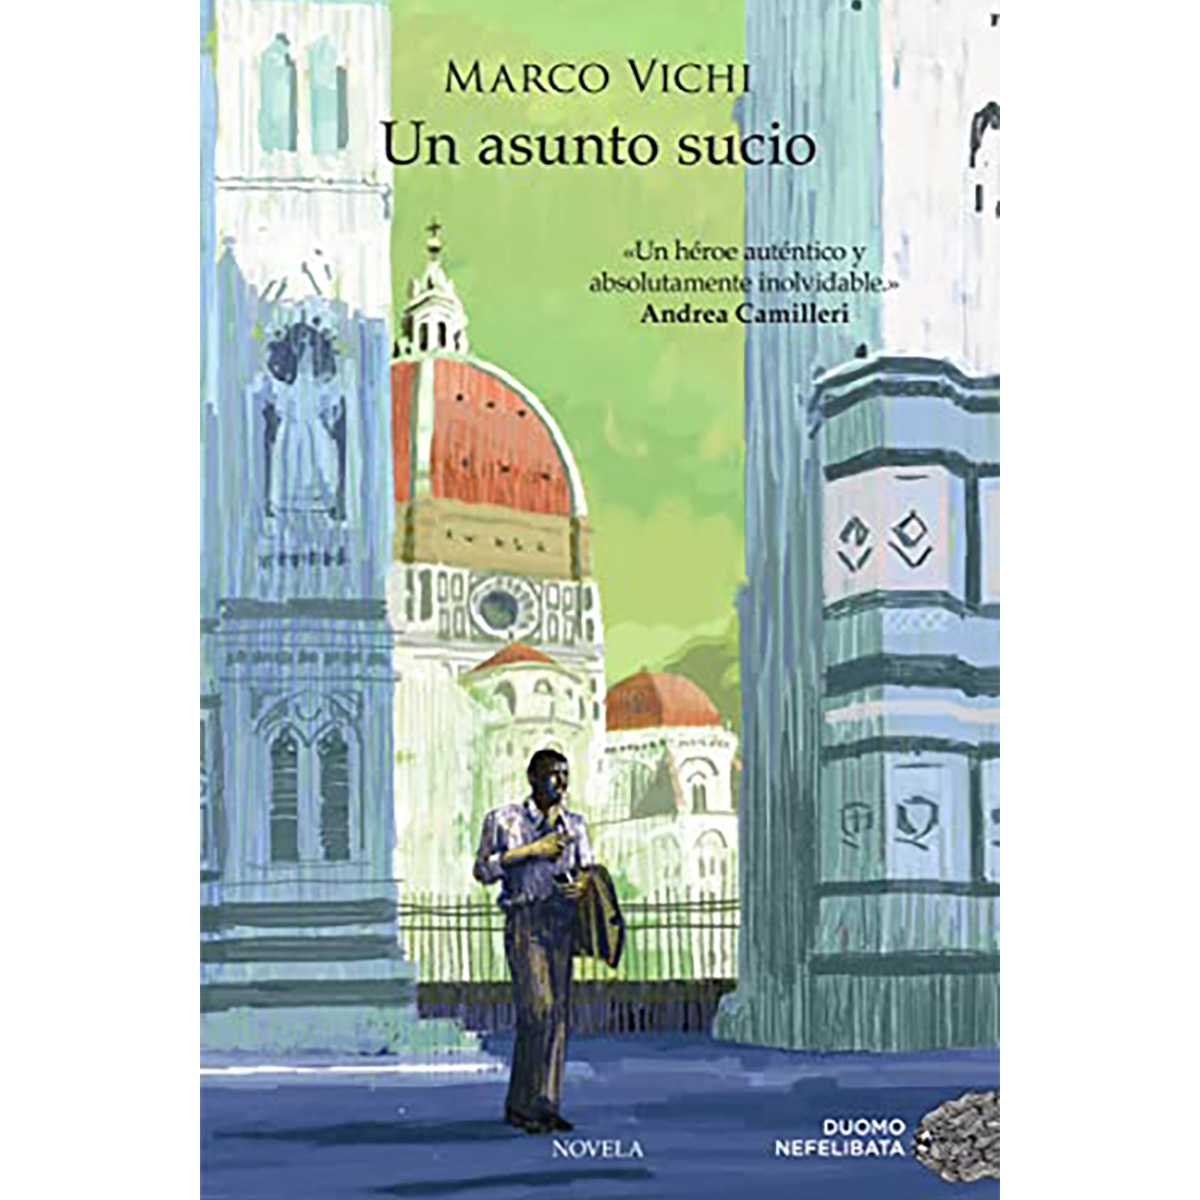 MARCO VICHI
Un asunto sucio
«Un héroe auténtico y
absolutamente inolvidable.»
Andrea Camilleri
NOVELA
DUOMO
NEFELIBATA